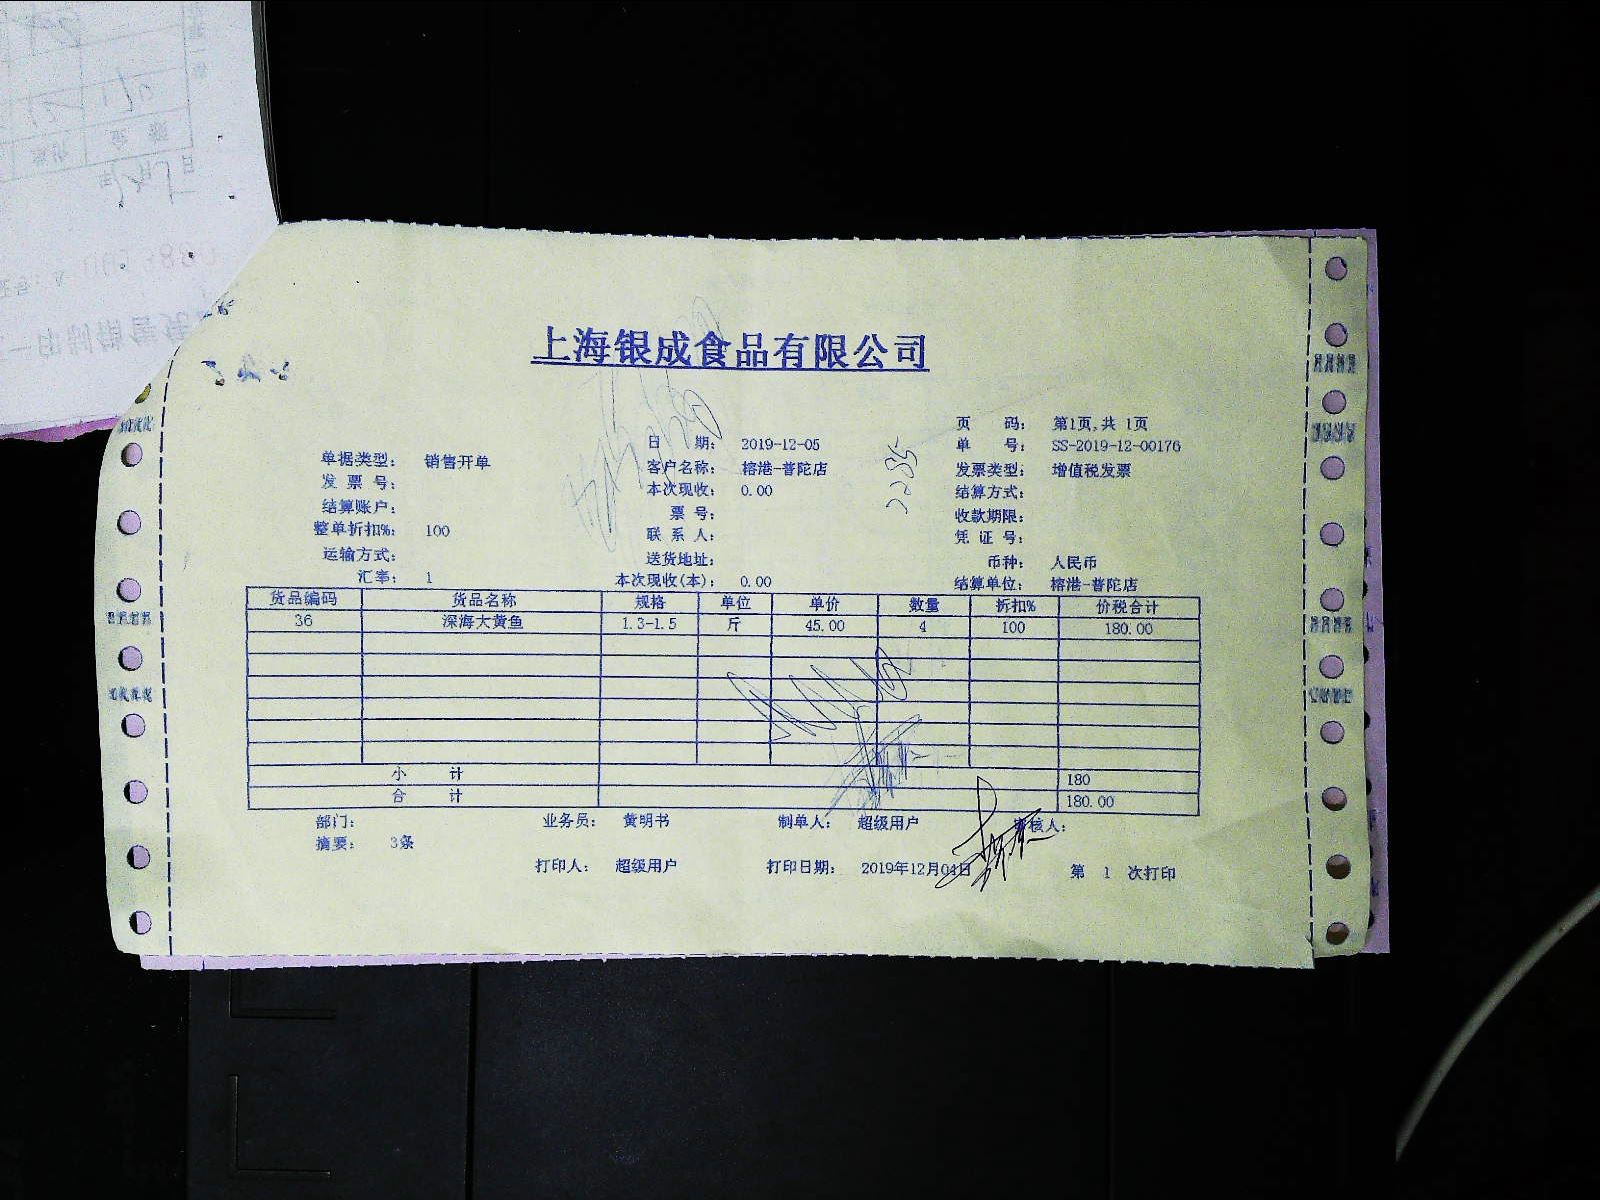 上海银成食品有限公司
页 码： 第1页，共 1页
日 期： 2019-12-05 单 号： SS-2019-12-00176
单据类型： 销售开单 客户名称： 榕港-普陀店 发票类型： 增值税发票
发 票 号： 本次现收： 0.00 结算方式：
结算账户： 票号： 收款期限：
整单折扣%： 100 联 系 人： 凭 证 号：
运输方式： 送货地址： 币种： 人民币
汇率： 1 本次现收(本)： 0.00 结算单位： 榕港-普陀店
2285
货品编码 货品名称 规格 单位 单价 数量 折扣% 价税合计
36 深海大黄鱼 1.3-1.5 斤 45.00 4 100 180.00
小 计 180
合 计 180.00
部门： 业务员： 黄明书 制单人： 超级用户 审核人：
摘要： 3条
打印人： 超级用户 打印日期： 2019年12月04日 第 1 次打印